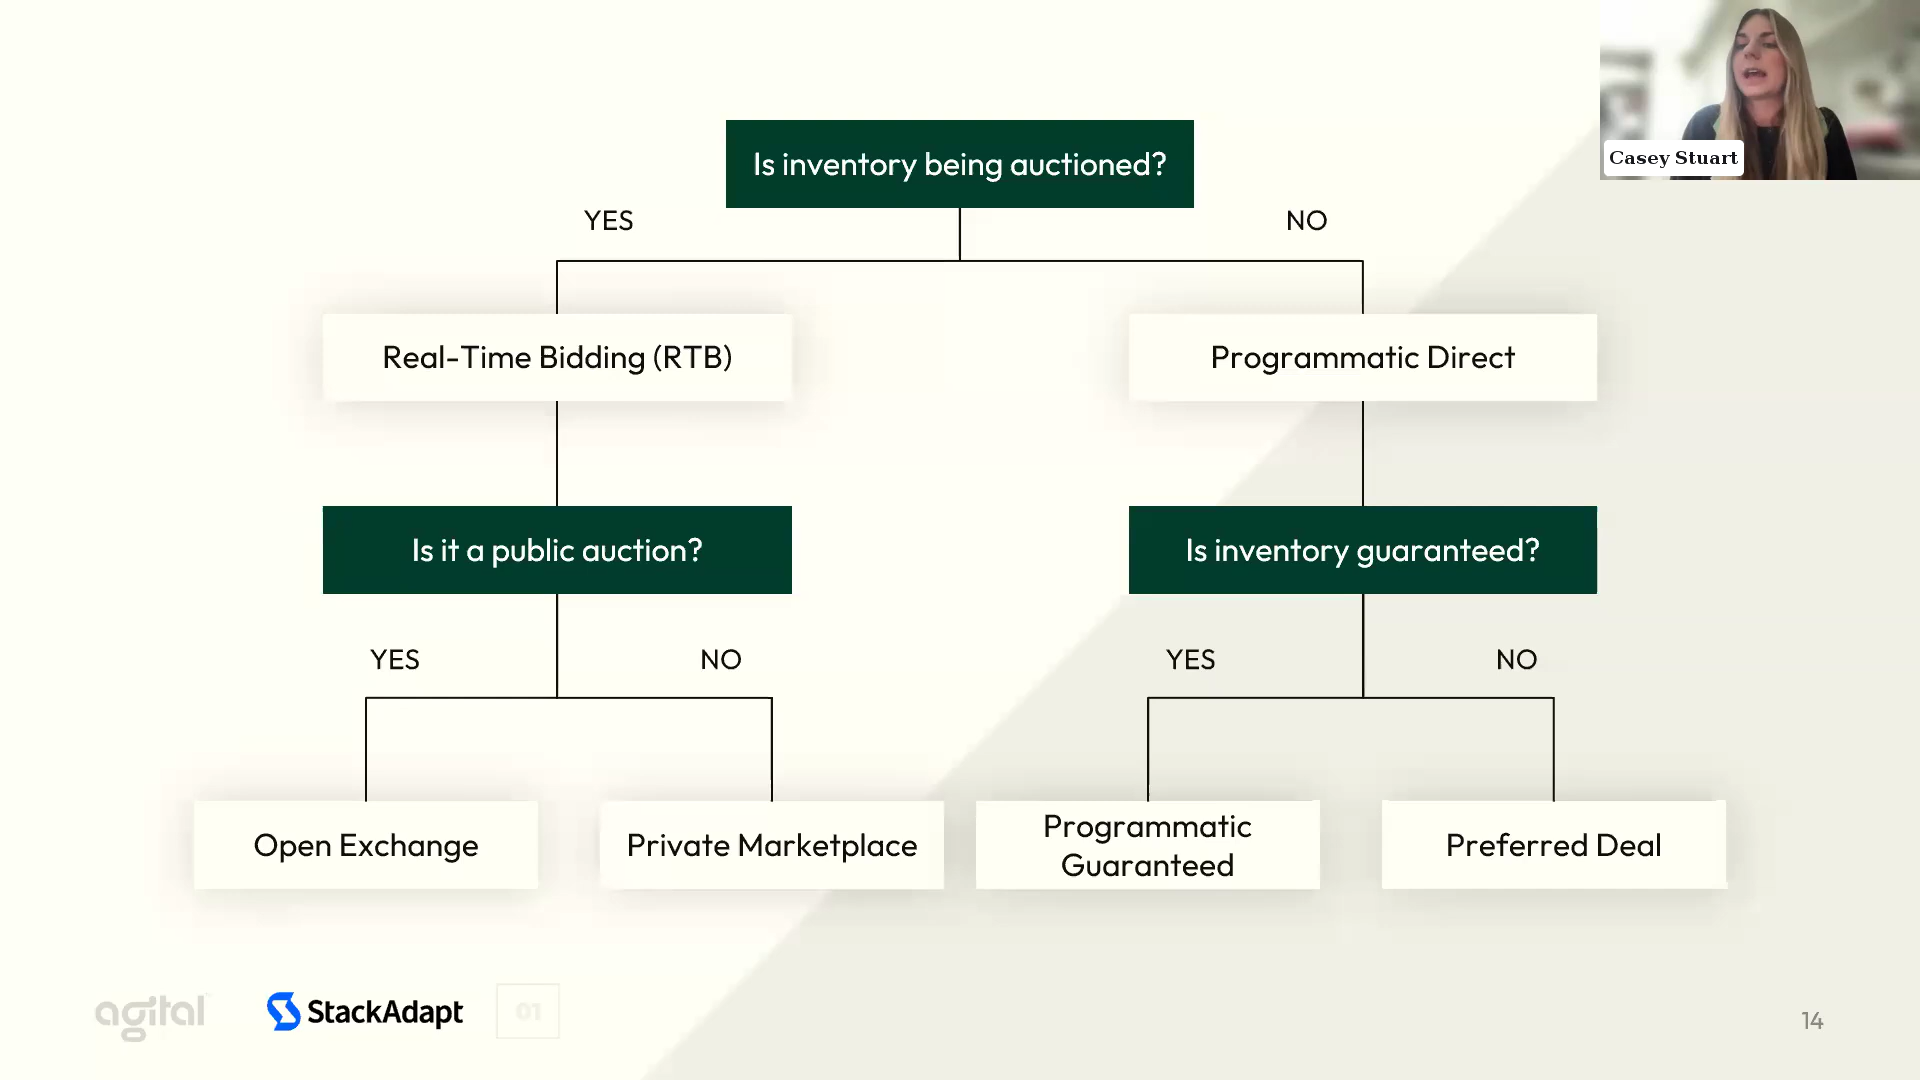 Casey Stuart
Is inventory being auctioned?
YES
NO
Real-Time Bidding (RTB)
Programmatic Direct
Is it a public auction?
Is inventory guaranteed?
YES
NO
YES
NO
Open Exchange
Private Marketplace
Programmatic
Guaranteed
Preferred Deal
agital
StackAdapt
01
14